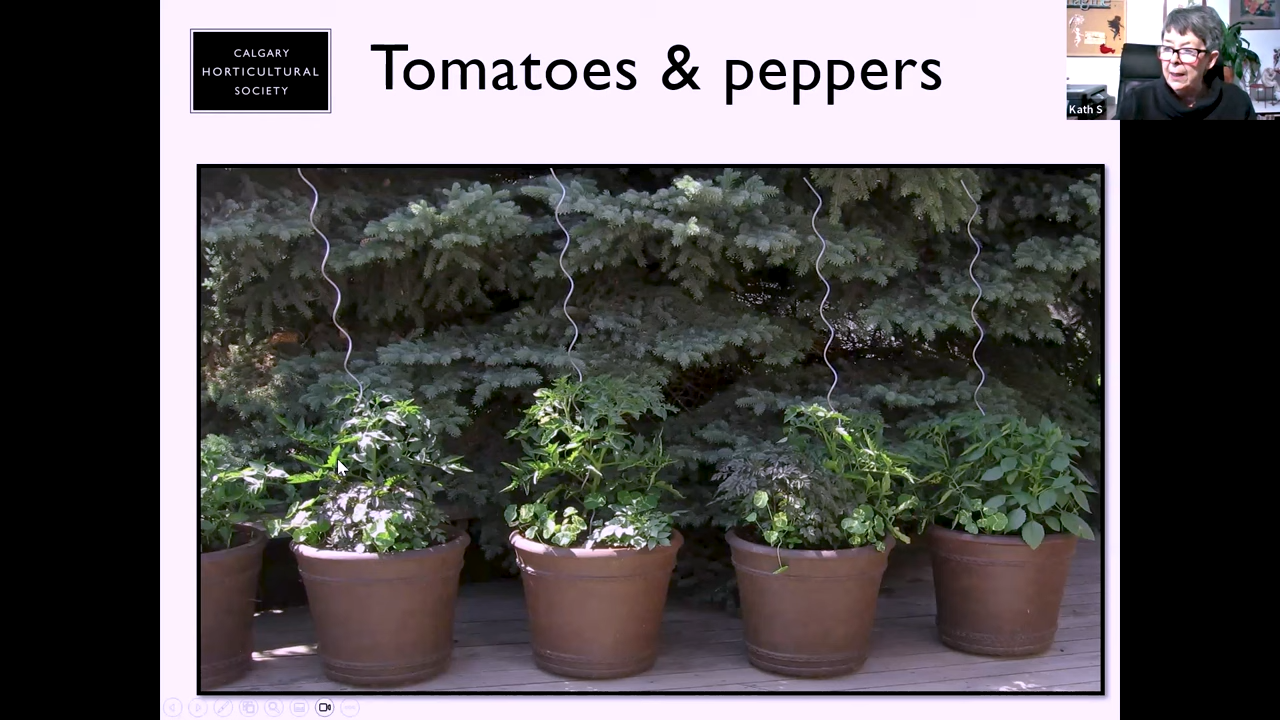 CALGARY
HORTICULTURAL
SOCIETY
Tomatoes & peppers
Kath S